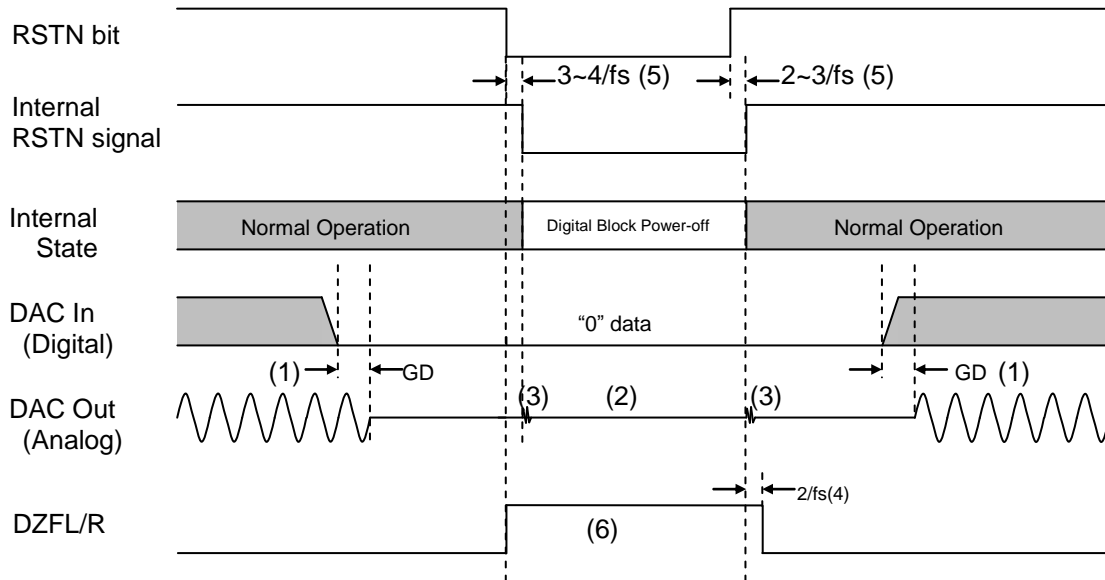 RSTN bit
3~4/fs (5)
2~3/fs (5)
Internal
RSTN signal
Internal
State
Normal Operation
Digital Block Power-off
Normal Operation
DAC In
(Digital)
“0” data
(1)
GD
GD
(1)
DAC Out
(Analog)
(3)
(2)
(3)
2/fs(4)
DZFL/R
(6)